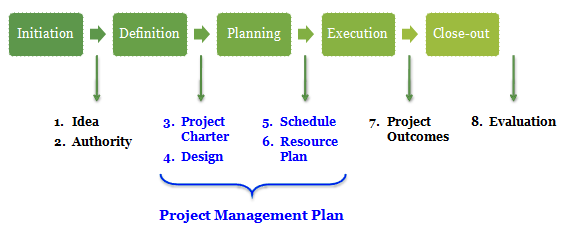 Initiation
Definition
Planning
Execution
Close-out
1. Idea
2. Authority
3. Project
Charter
4. Design
5. Schedule
6. Resource
Plan
7. Project
Outcomes
8. Evaluation
Project Management Plan